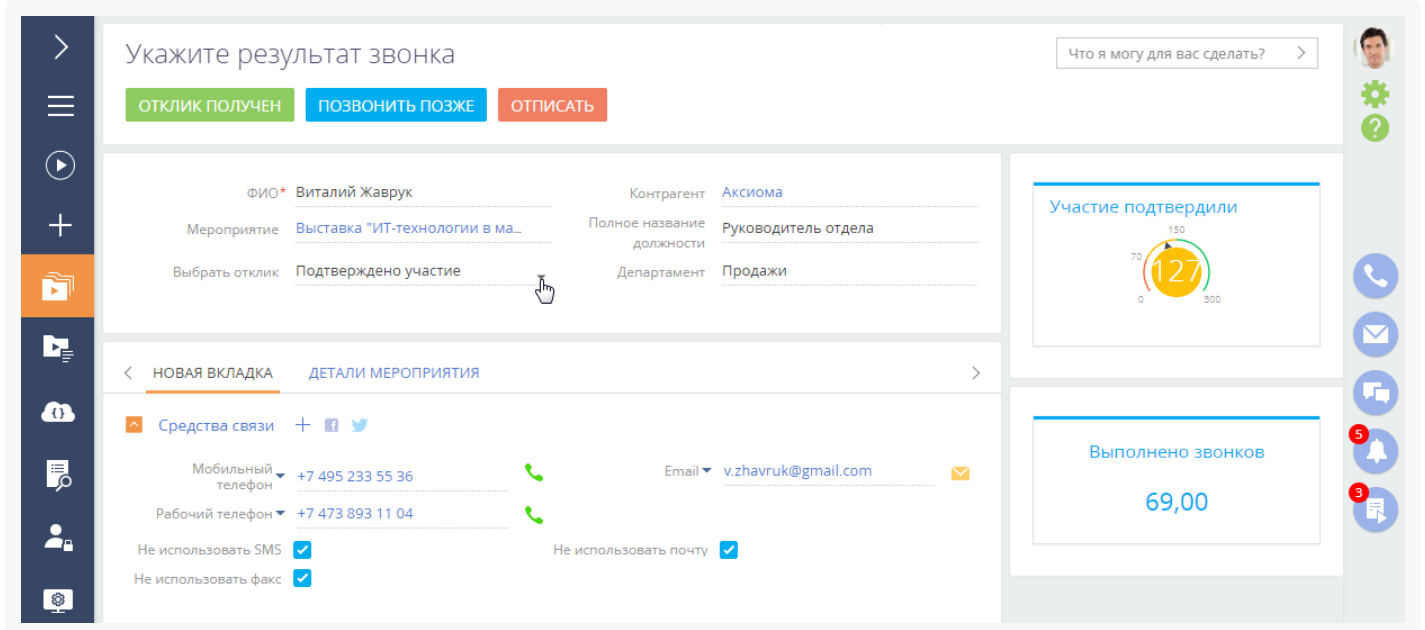 Укажите результат звонка
Что я могу для вас сделать?
ОТКЛИК ПОЛУЧЕН
ПОЗВОНИТЬ ПОЗЖЕ
ОТПИСАТЬ
ФИО* Виталий Жаврук
Контрагент Аксиома
Мероприятие Выставка "ИТ-технологии в ма...
Полное название
должности
Руководитель отдела
Выбрать отклик Подтверждено участие
Департамент Продажи
Участие подтвердили
150
70
127
0
300
НОВАЯ ВКЛАДКА
ДЕТАЛИ МЕРОПРИЯТИЯ
Средства связи
Мобильный
телефон
+7 495 233 55 36
Email v.zhavruk@gmail.com
Рабочий телефон +7 473 893 11 04
Не использовать SMS
Не использовать почту
Не использовать факс
Выполнено звонков
69,00
5
3